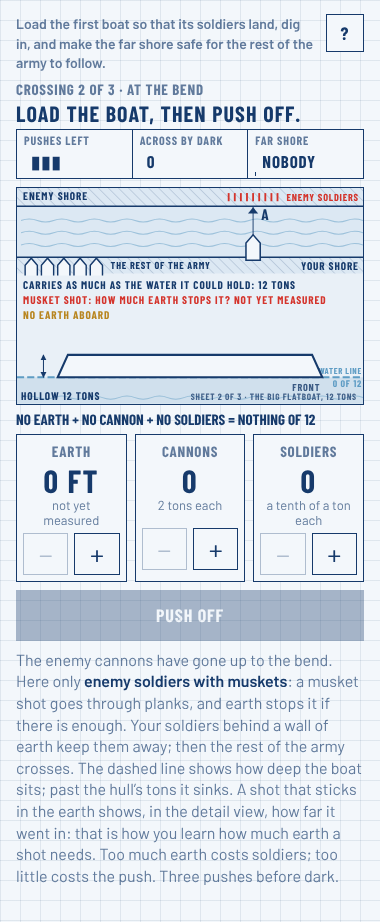 Load the first boat so that its soldiers land, dig
in, and make the far shore safe for the rest of the
army to follow.
?
CROSSING 2 OF 3 · AT THE BEND
LOAD THE BOAT, THEN PUSH OFF.
PUSHES LEFT
ACROSS BY DARK
0
FAR SHORE
NOBODY
ENEMY SHORE
ENEMY SOLDIERS
A
THE REST OF THE ARMY
YOUR SHORE
CARRIES AS MUCH AS THE WATER IT COULD HOLD: 12 TONS
MUSKET SHOT: HOW MUCH EARTH STOPS IT? NOT YET MEASURED
NO EARTH ABOARD
WATER LINE
0 OF 12
FRONT
HOLLOW 12 TONS
SHEET 2 OF 3 · THE BIG FLATBOAT, 12 TONS
NO EARTH + NO CANNON + NO SOLDIERS = NOTHING OF 12
EARTH
0 FT
not yet
measured
− +
CANNONS
0
2 tons each
− +
SOLDIERS
0
a tenth of a ton
each
− +
PUSH OFF
The enemy cannons have gone up to the bend.
Here only enemy soldiers with muskets: a musket
shot goes through planks, and earth stops it if
there is enough. Your soldiers behind a wall of
earth keep them away; then the rest of the army
crosses. The dashed line shows how deep the boat
sits; past the hull's tons it sinks. A shot that sticks
in the earth shows, in the detail view, how far it
went in: that is how you learn how much earth a
shot needs. Too much earth costs soldiers; too
little costs the push. Three pushes before dark.